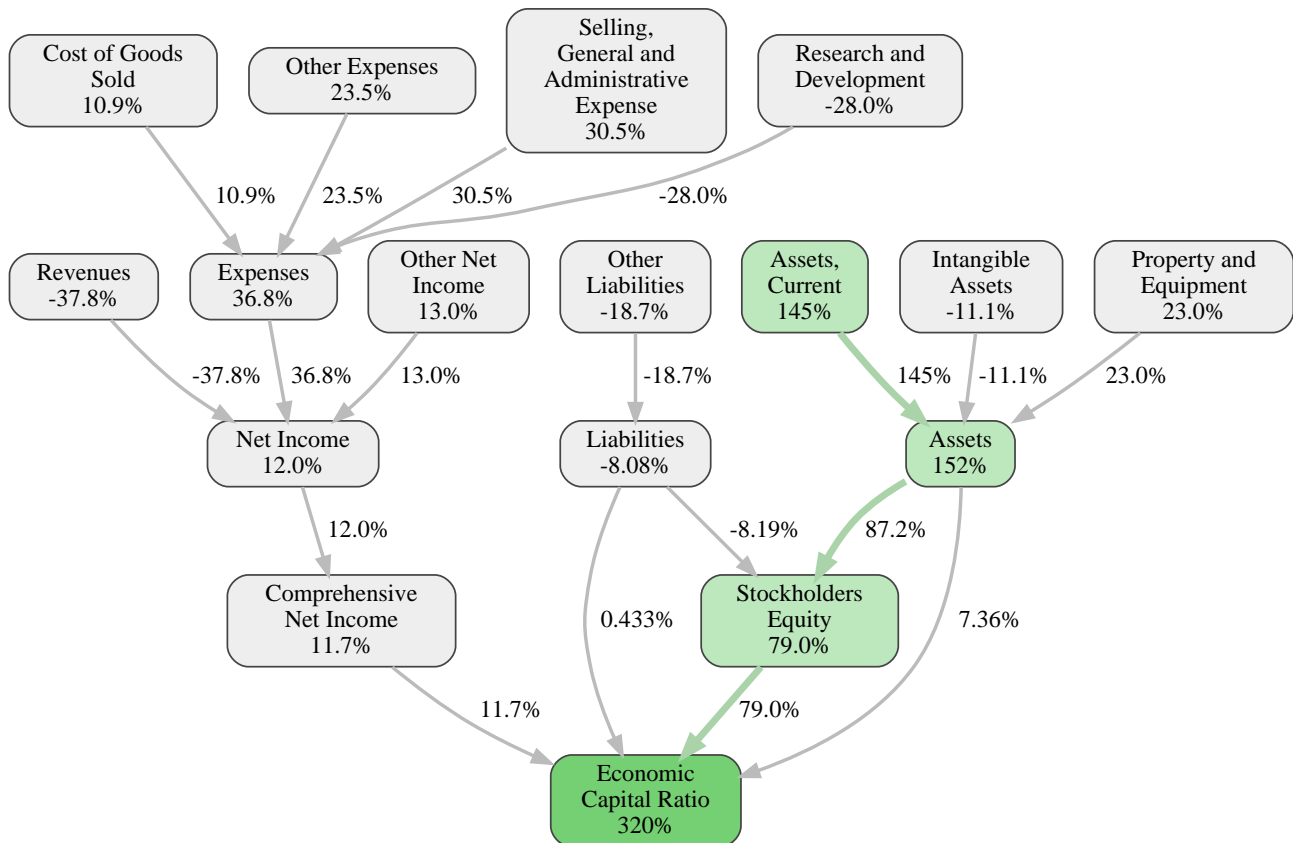 Cost of Goods
Sold
10.9%
Other Expenses
23.5%
Selling,
General and
Administrative
Expense
30.5%
Research and
Development
-28.0%
10.9%
23.5%
30.5%
-28.0%
Revenues
-37.8%
Expenses
36.8%
Other Net
Income
13.0%
Other
Liabilities
-18.7%
Assets,
Current
145%
Intangible
Assets
-11.1%
Property and
Equipment
23.0%
-37.8%
36.8%
13.0%
-18.7%
145%
-11.1%
23.0%
Net Income
12.0%
Liabilities
-8.08%
Assets
152%
12.0%
-8.19%
87.2%
Comprehensive
Net Income
11.7%
0.433%
Stockholders
Equity
79.0%
7.36%
11.7%
79.0%
Economic
Capital Ratio
320%